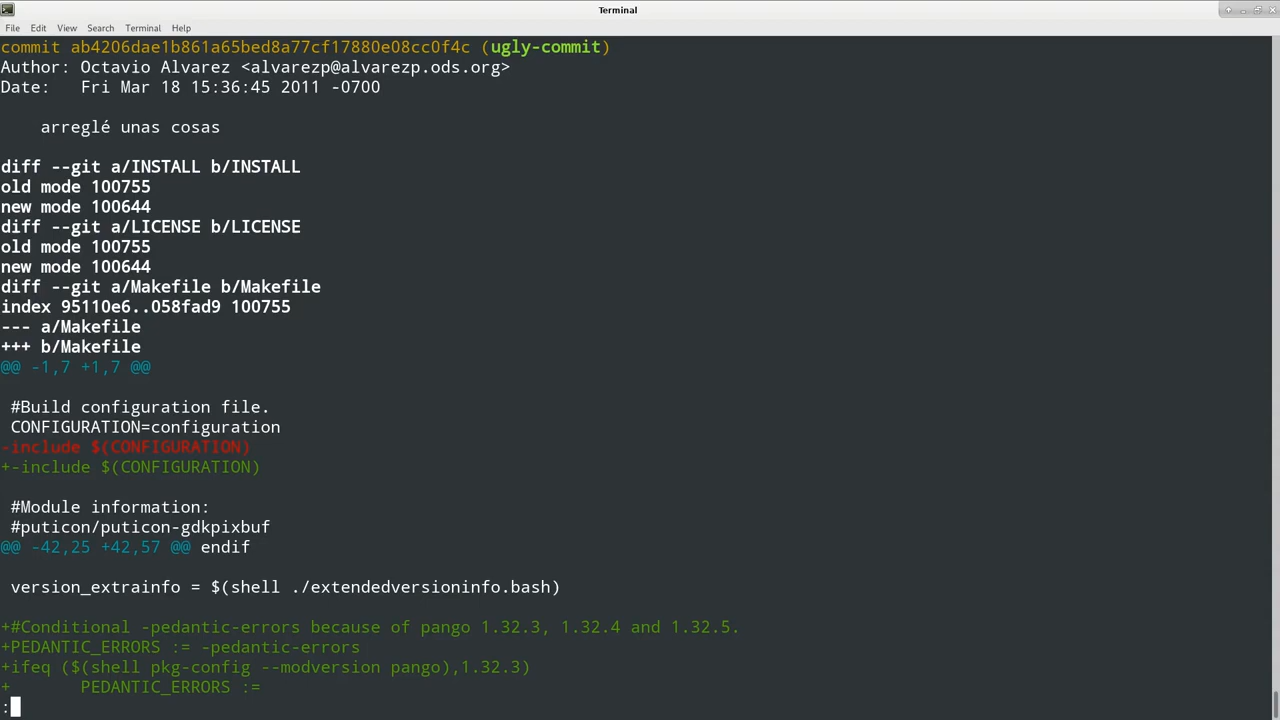 Terminal
File Edit View Search Terminal Help
commit ab4206dae1b861a65bed8a77cf17880e08cc0f4c (ugly-commit)
Author: Octavio Alvarez <alvarezp@alvarezp.ods.org>
Date:   Fri Mar 18 15:36:45 2011 -0700
    arreglé unas cosas
diff --git a/INSTALL b/INSTALL
old mode 100755
new mode 100644
diff --git a/LICENSE b/LICENSE
old mode 100755
new mode 100644
diff --git a/Makefile b/Makefile
index 95110e6..058fad9 100755
--- a/Makefile
+++ b/Makefile
@@ -1,7 +1,7 @@
 #Build configuration file.
 CONFIGURATION=configuration
-include $(CONFIGURATION)
+-include $(CONFIGURATION)
 #Module information:
 #puticon/puticon-gdkpixbuf
@@ -42,25 +42,57 @@ endif
 version_extrainfo = $(shell ./extendedversioninfo.bash)
+#Conditional -pedantic-errors because of pango 1.32.3, 1.32.4 and 1.32.5.
+PEDANTIC_ERRORS := -pedantic-errors
+ifeq ($(shell pkg-config --modversion pango),1.32.3)
+       PEDANTIC_ERRORS :=
: